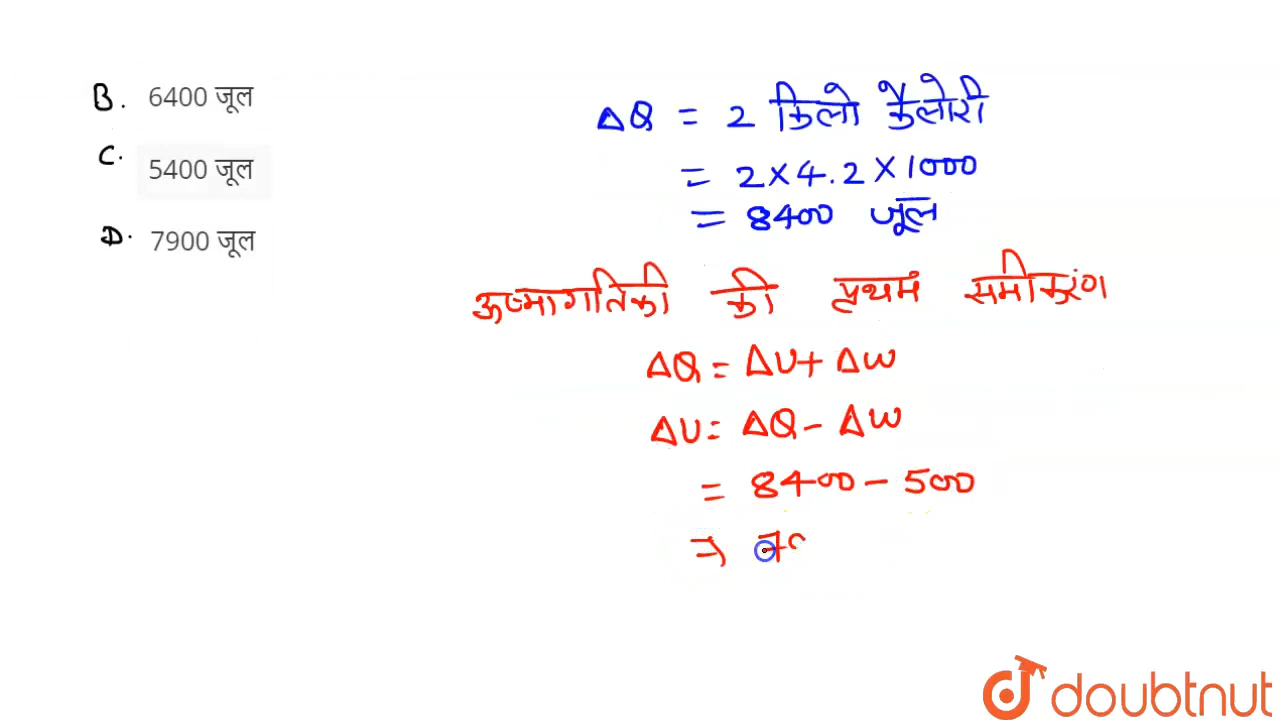 B. 6400 जूल
C. 5400 जूल
D. 7900 जूल
ΔQ = 2 किलो कैलोरी
= 2 × 4.2 × 1000
= 8400 जूल
ऊष्मागतिकी की प्रथम समीकरण
ΔQ = ΔU + ΔW
ΔU = ΔQ - ΔW
= 8400 - 500
⇒ 79
doubtnut